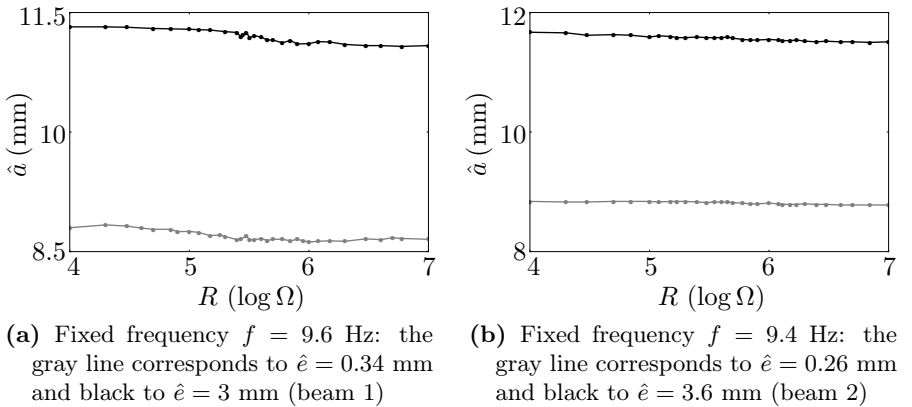 11.5
10
8.5
â (mm)
4 5 6 7
R (log Ω)
12
10
8
â (mm)
4 5 6 7
R (log Ω)
(a) Fixed frequency f = 9.6 Hz: the
gray line corresponds to ê = 0.34 mm
and black to ê = 3 mm (beam 1)
(b) Fixed frequency f = 9.4 Hz: the
gray line corresponds to ê = 0.26 mm
and black to ê = 3.6 mm (beam 2)